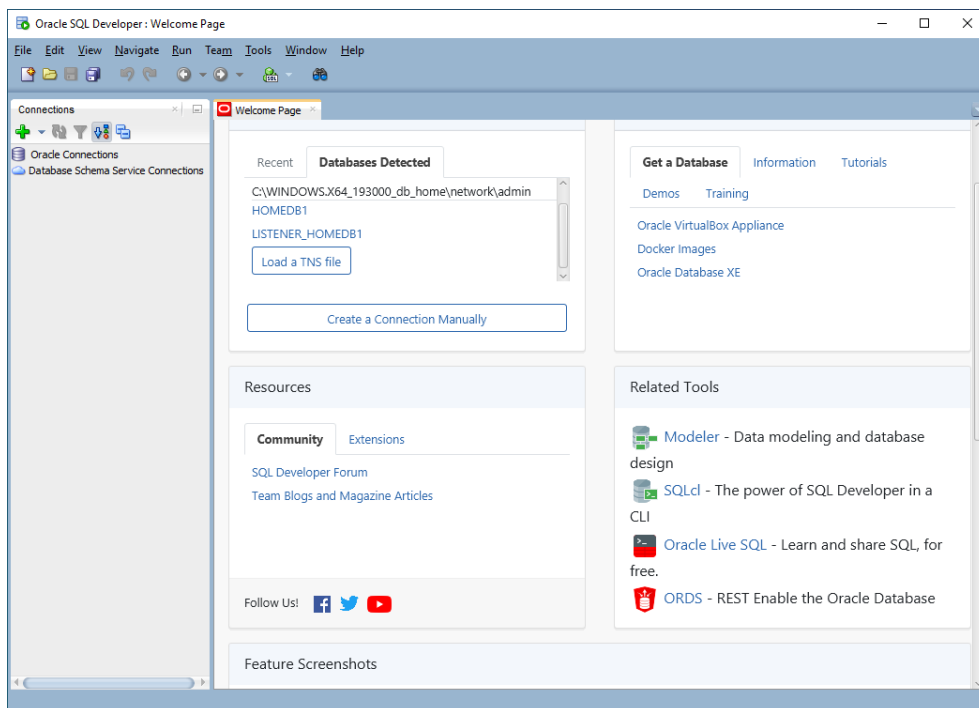 Oracle SQL Developer : Welcome Page
File Edit View Navigate Run Team Tools Window Help
SQL
Connections
Oracle Connections
Database Schema Service Connections
Welcome Page
Recent Databases Detected
C:\WINDOWS.X64_193000_db_home\network\admin
HOMEDB1
LISTENER_HOMEDB1
Load a TNS file
Create a Connection Manually
Get a Database Information Tutorials
Demos Training
Oracle VirtualBox Appliance
Docker Images
Oracle Database XE
Resources
Community Extensions
SQL Developer Forum
Team Blogs and Magazine Articles
Follow Us!
Related Tools
Modeler - Data modeling and database
design
SQLcl - The power of SQL Developer in a
CLI
Oracle Live SQL - Learn and share SQL, for
free.
ORDS - REST Enable the Oracle Database
Feature Screenshots